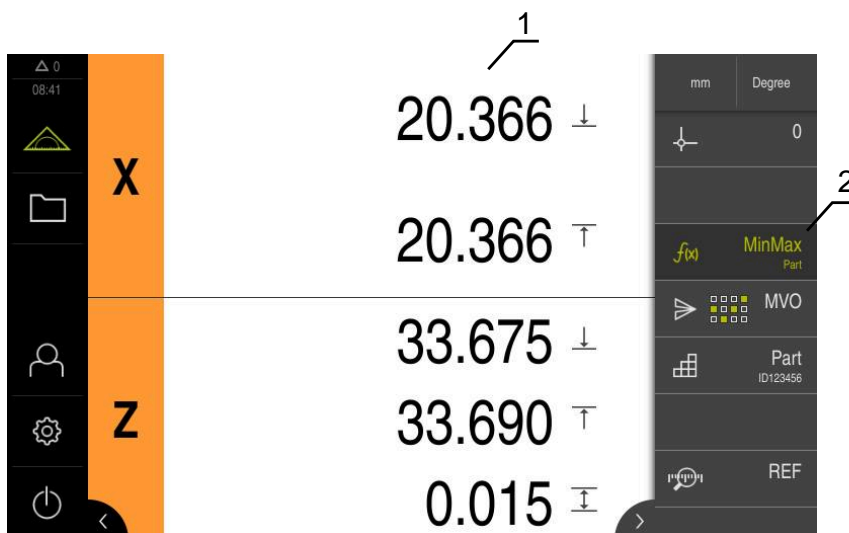 1
△ 0
08:41
mm Degree
20.366
0
X
2
20.366
f(x) MinMax
Part
MVO
33.675
Part
ID123456
Z
33.690
REF
0.015